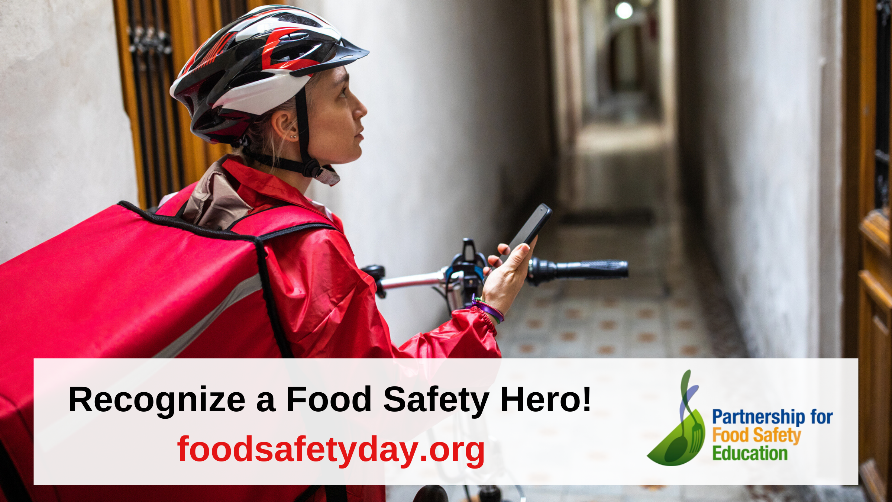 Recognize a Food Safety Hero!
foodsafetyday.org
Partnership for
Food Safety
Education